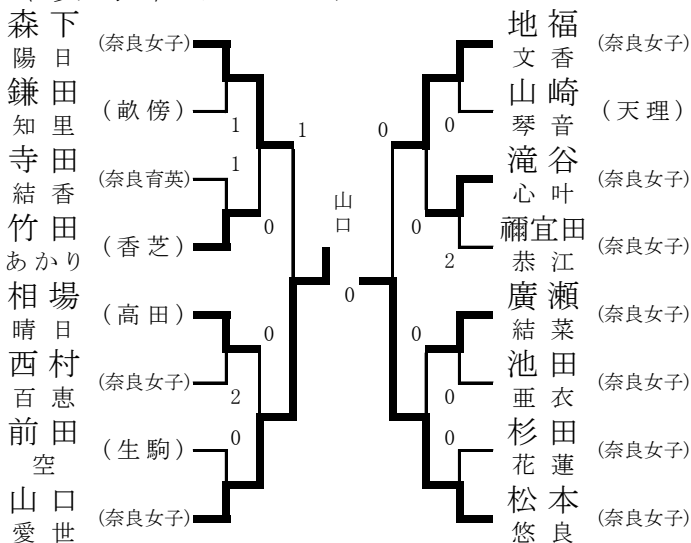 森下 陽日 (奈良女子)
鎌田 知里 (畝傍)
1
1
寺田 結香 (奈良育英)
1
0
竹田 あかり (香芝)
相場 晴日 (高田)
0
西村 百恵 (奈良女子)
2
0
前田 空 (生駒)
山口 愛世 (奈良女子)
山口
0
地福 文香 (奈良女子)
山崎 琴音 (天理)
0
0
滝谷 心叶 (奈良女子)
0
2
禰宜田 恭江 (奈良女子)
廣瀬 結菜 (奈良女子)
0
池田 亜衣 (奈良女子)
0
0
杉田 花蓮 (奈良女子)
松本 悠良 (奈良女子)